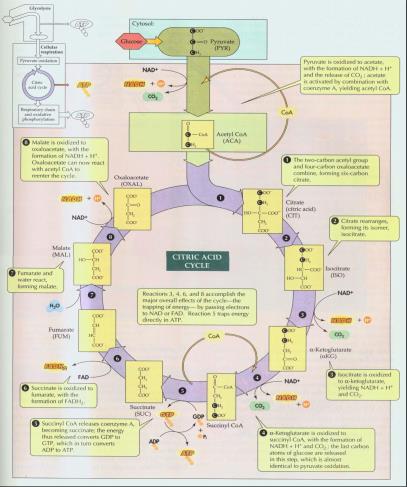 Glycolysis
Cellular
respiration
Pyruvate oxidation
Citric
acid cycle
Respiratory chain
and oxidative
phosphorylation
ATP
Cytosol:
Glucose
Pyruvate
(PYR)
NAD+
NADH + H+
CO2
CoA
Pyruvate is oxidized to acetate,
with the formation of NADH + H+
and the release of CO2; acetate
is activated by combination with
coenzyme A, yielding acetyl CoA.
Acetyl CoA
(ACA)
8 Malate is oxidized to
oxaloacetate, with the
formation of NADH + H+.
Oxaloacetate can now react
with acetyl CoA to
reenter the cycle.
1 The two-carbon acetyl group
and four-carbon oxaloacetate
combine, forming six-carbon
citrate.
Oxaloacetate
(OXAL)
Citrate
(citric acid)
(CIT)
2 Citrate rearranges,
forming its isomer,
isocitrate.
NADH + H+
NAD+
Malate
(MAL)
CITRIC ACID
CYCLE
Isocitrate
(ISO)
7 Fumarate and
water react,
forming malate.
H2O
NAD+
NADH + H+
CO2
Reactions 3, 4, 6, and 8 accomplish the
major overall effects of the cycle—the
trapping of energy—by passing electrons
to NAD or FAD. Reaction 5 traps energy
directly in ATP.
Fumarate
(FUM)
CoA
α-Ketoglutarate
(αKG)
FADH2
FAD
3 Isocitrate is oxidized
to α-ketoglutarate,
yielding NADH + H+
and CO2.
6 Succinate is oxidized to
fumarate, with the
formation of FADH2.
Succinate
(SUC)
Succinyl CoA
NAD+
NADH + H+
CO2
GTP
GDP
+
Pi
ADP
ATP
5 Succinyl CoA releases coenzyme A,
becoming succinate; the energy
thus released converts GDP to
GTP, which in turn converts
ADP to ATP.
4 α-Ketoglutarate is oxidized to
succinyl CoA, with the formation
of NADH + H+ and CO2; the last carbon
atoms of glucose are released
in this step, which is almost
identical to pyruvate oxidation.